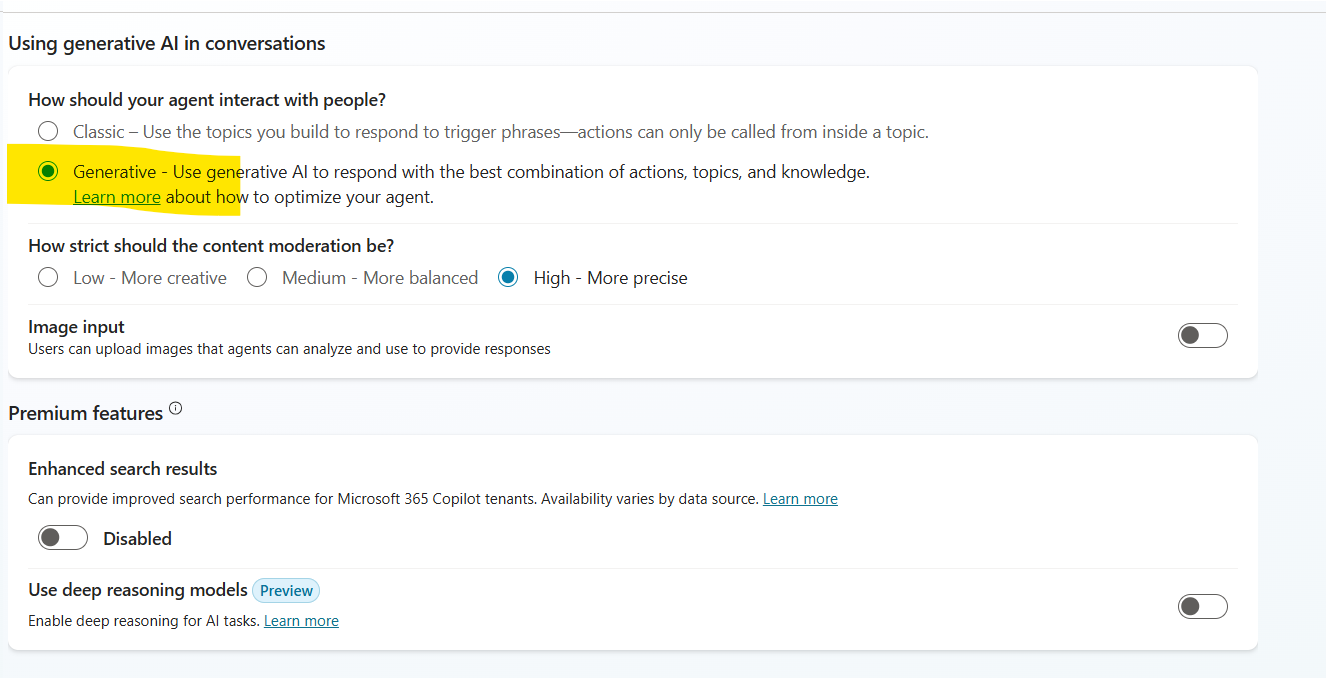 Using generative AI in conversations
How should your agent interact with people?
Classic – Use the topics you build to respond to trigger phrases—actions can only be called from inside a topic.
Generative - Use generative AI to respond with the best combination of actions, topics, and knowledge.
Learn more about how to optimize your agent.
How strict should the content moderation be?
Low - More creative Medium - More balanced High - More precise
Image input
Users can upload images that agents can analyze and use to provide responses
Premium features
Enhanced search results
Can provide improved search performance for Microsoft 365 Copilot tenants. Availability varies by data source. Learn more
Disabled
Use deep reasoning models Preview
Enable deep reasoning for AI tasks. Learn more